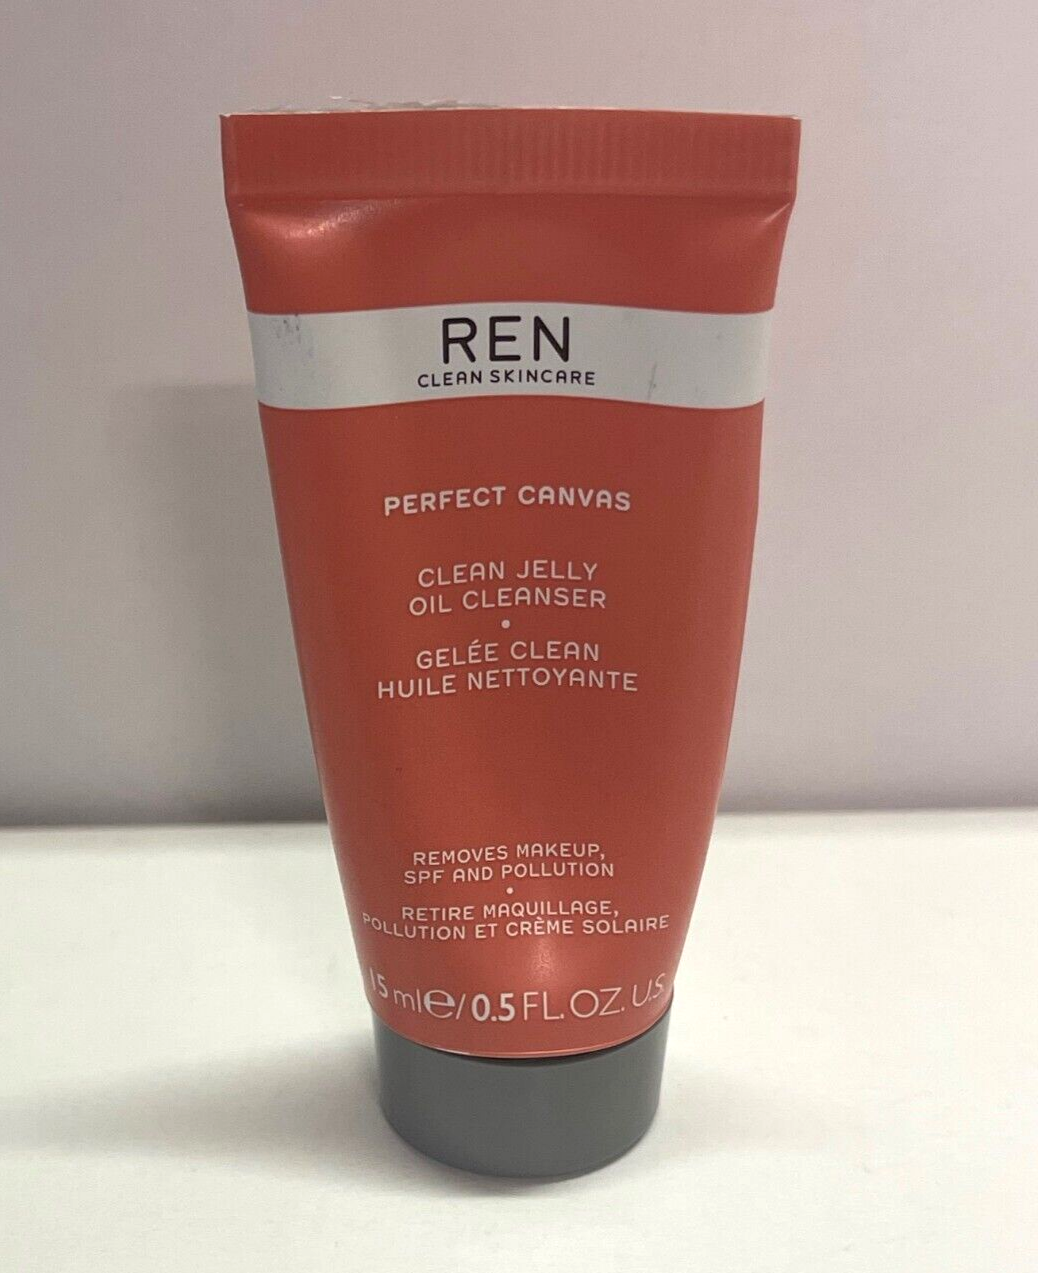 REN
CLEAN SKINCARE
PERFECT CANVAS
CLEAN JELLY
OIL CLEANSER
•
GELÉE CLEAN
HUILE NETTOYANTE
REMOVES MAKEUP,
SPF AND POLLUTION
•
RETIRE MAQUILLAGE,
POLLUTION ET CRÈME SOLAIRE
15 ml℮/0.5 FL. OZ. U.S.